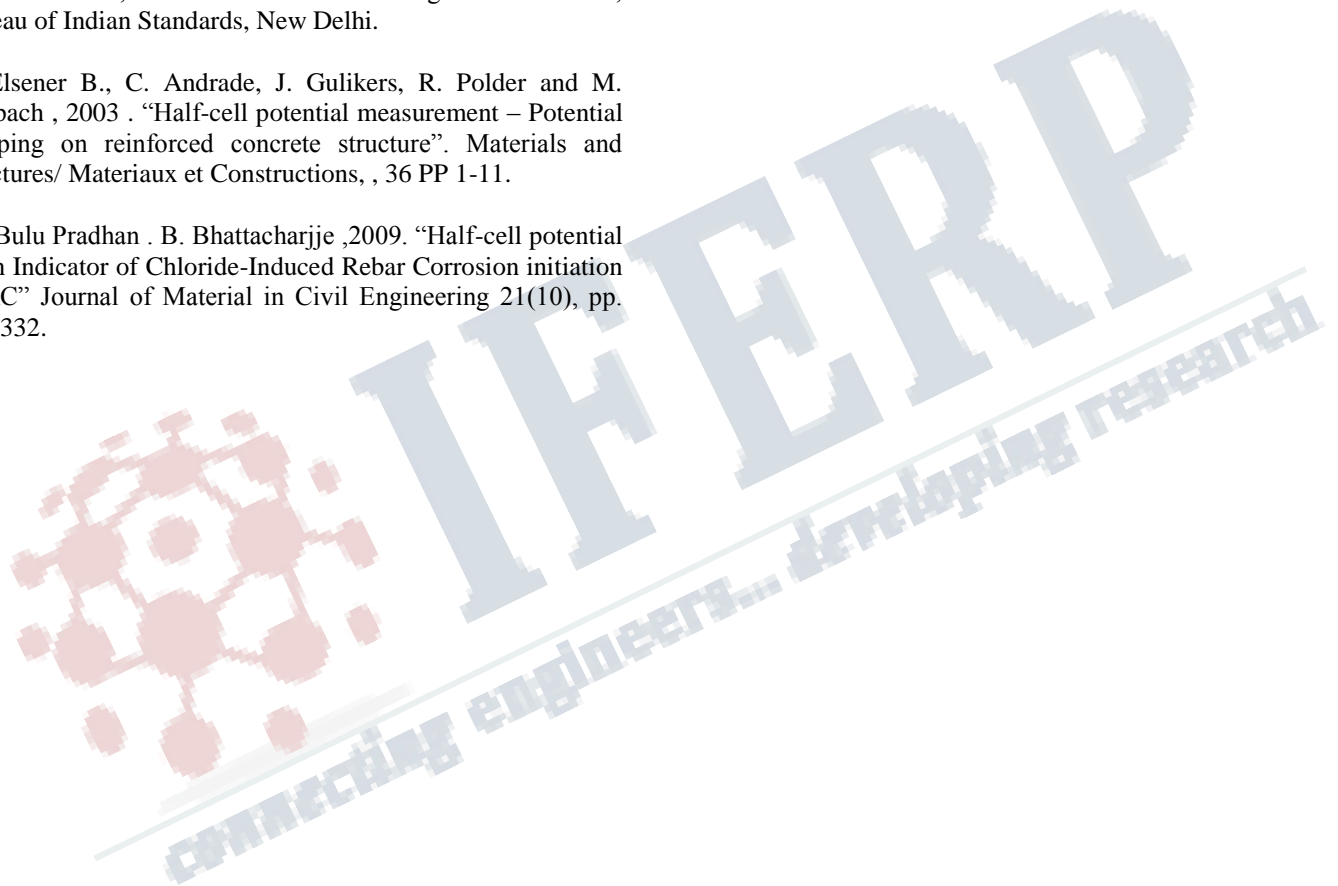 eau of Indian Standards, New Delhi.
Elsener B., C. Andrade, J. Gulikers, R. Polder and M.
bach , 2003 . “Half-cell potential measurement – Potential
ping on reinforced concrete structure”. Materials and
ctures/ Materiaux et Constructions, , 36 PP 1-11.
Bulu Pradhan . B. Bhattacharjje ,2009. “Half-cell potential
n Indicator of Chloride-Induced Rebar Corrosion initiation
C” Journal of Material in Civil Engineering 21(10), pp.
332.
IFERP
connecting engineers... developing research